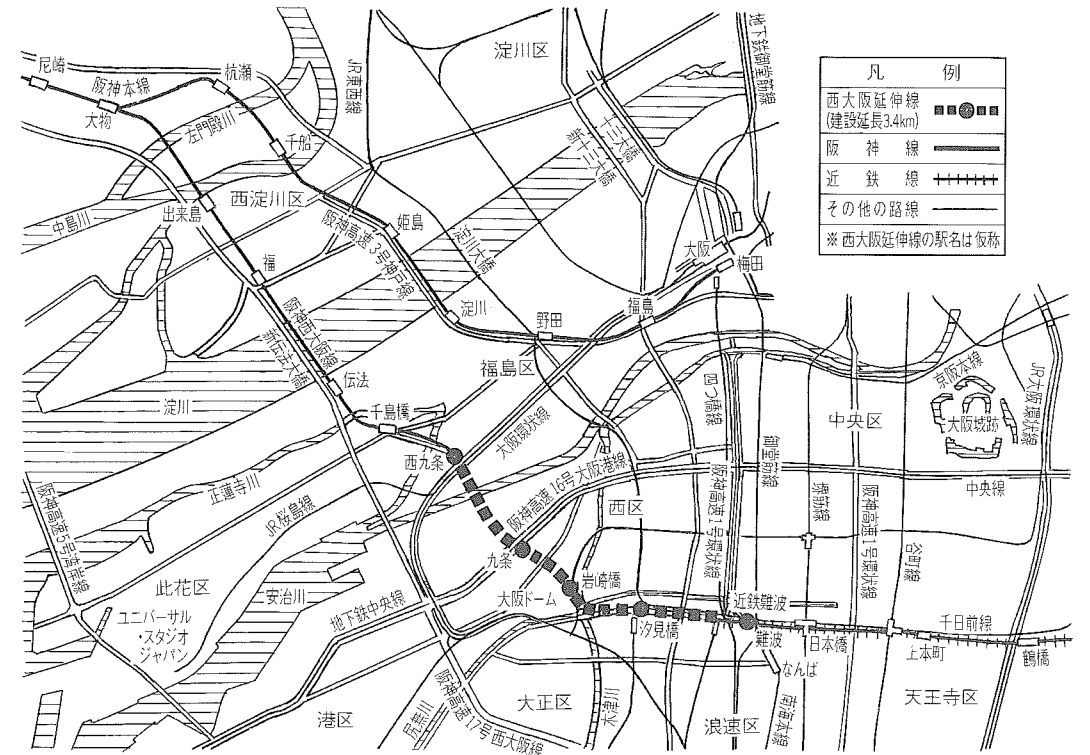 凡例
西大阪延伸線
(建設延長3.4km)
阪神線
近鉄線
その他の路線
※西大阪延伸線の駅名は仮称
尼崎
阪神本線
杭瀬
大物
左門殿川
千船
JR東西線
淀川区
地下鉄御堂筋線
十三大橋
新十三大橋
西淀川区
出来島
中島川
姫島
阪神高速3号神戸線
淀川大橋
福
大阪
梅田
淀川
野田
福島
阪神西大阪線
新伝法大橋
伝法
福島区
淀川
千鳥橋
西九条
大阪環状線
四つ橋線
御堂筋線
中央区
京阪本線
大阪城跡
JR大阪環状線
正蓮寺川
JR桜島線
阪神高速16号大阪港線
西区
阪神高速1号環状線
堺筋線
阪神高速1号環状線
谷町線
中央線
阪神高速5号湾岸線
此花区
ユニバーサル
・スタジオ
ジャパン
安治川
九条
岩崎橋
大阪ドーム
地下鉄中央線
汐見橋
近鉄難波
難波
日本橋
千日前線
上本町
鶴橋
なんば
港区
尻無川
阪神高速17号西大阪線
大正区
木津川
浪速区
南海本線
天王寺区